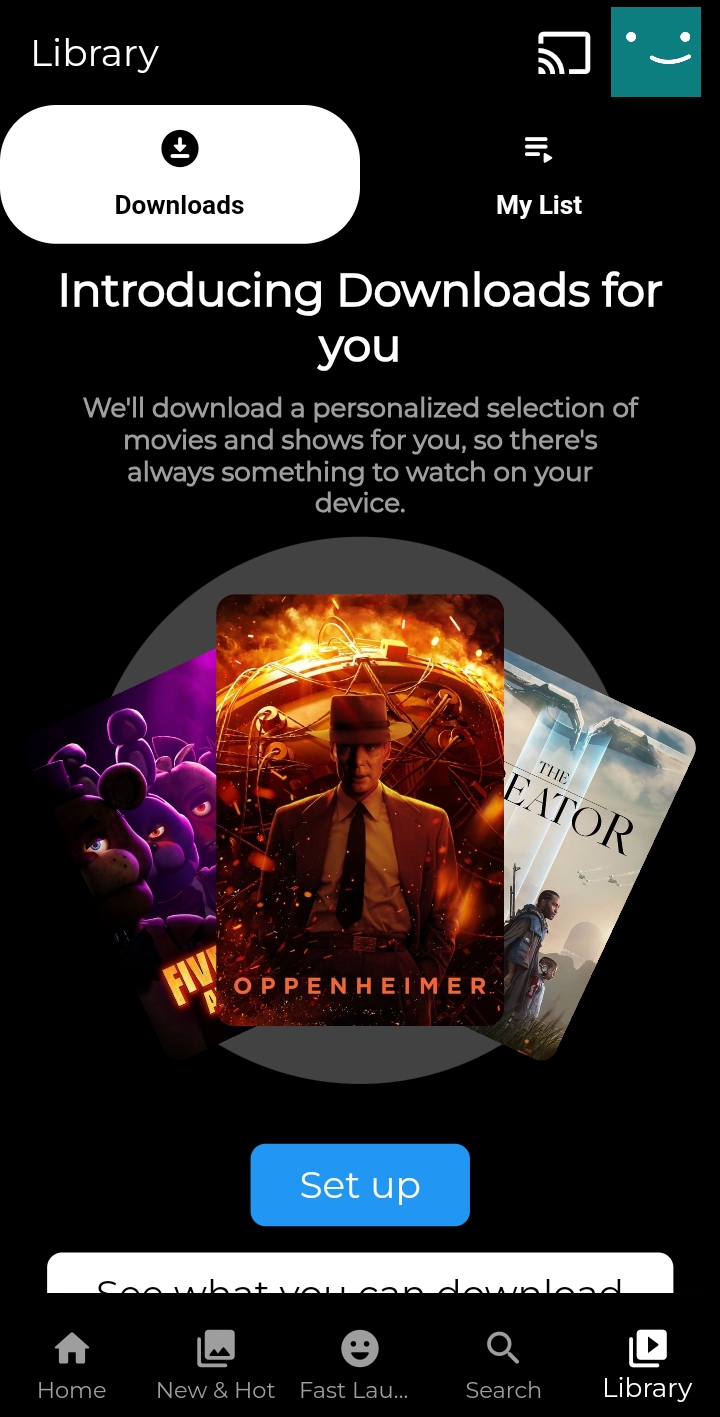 Library
Downloads
My List
Introducing Downloads for
you
We'll download a personalized selection of
movies and shows for you, so there's
always something to watch on your
device.
THE
EATOR
FIV
OPPENHEIMER
Set up
See what you can download
Home
New & Hot
Fast Lau...
Search
Library